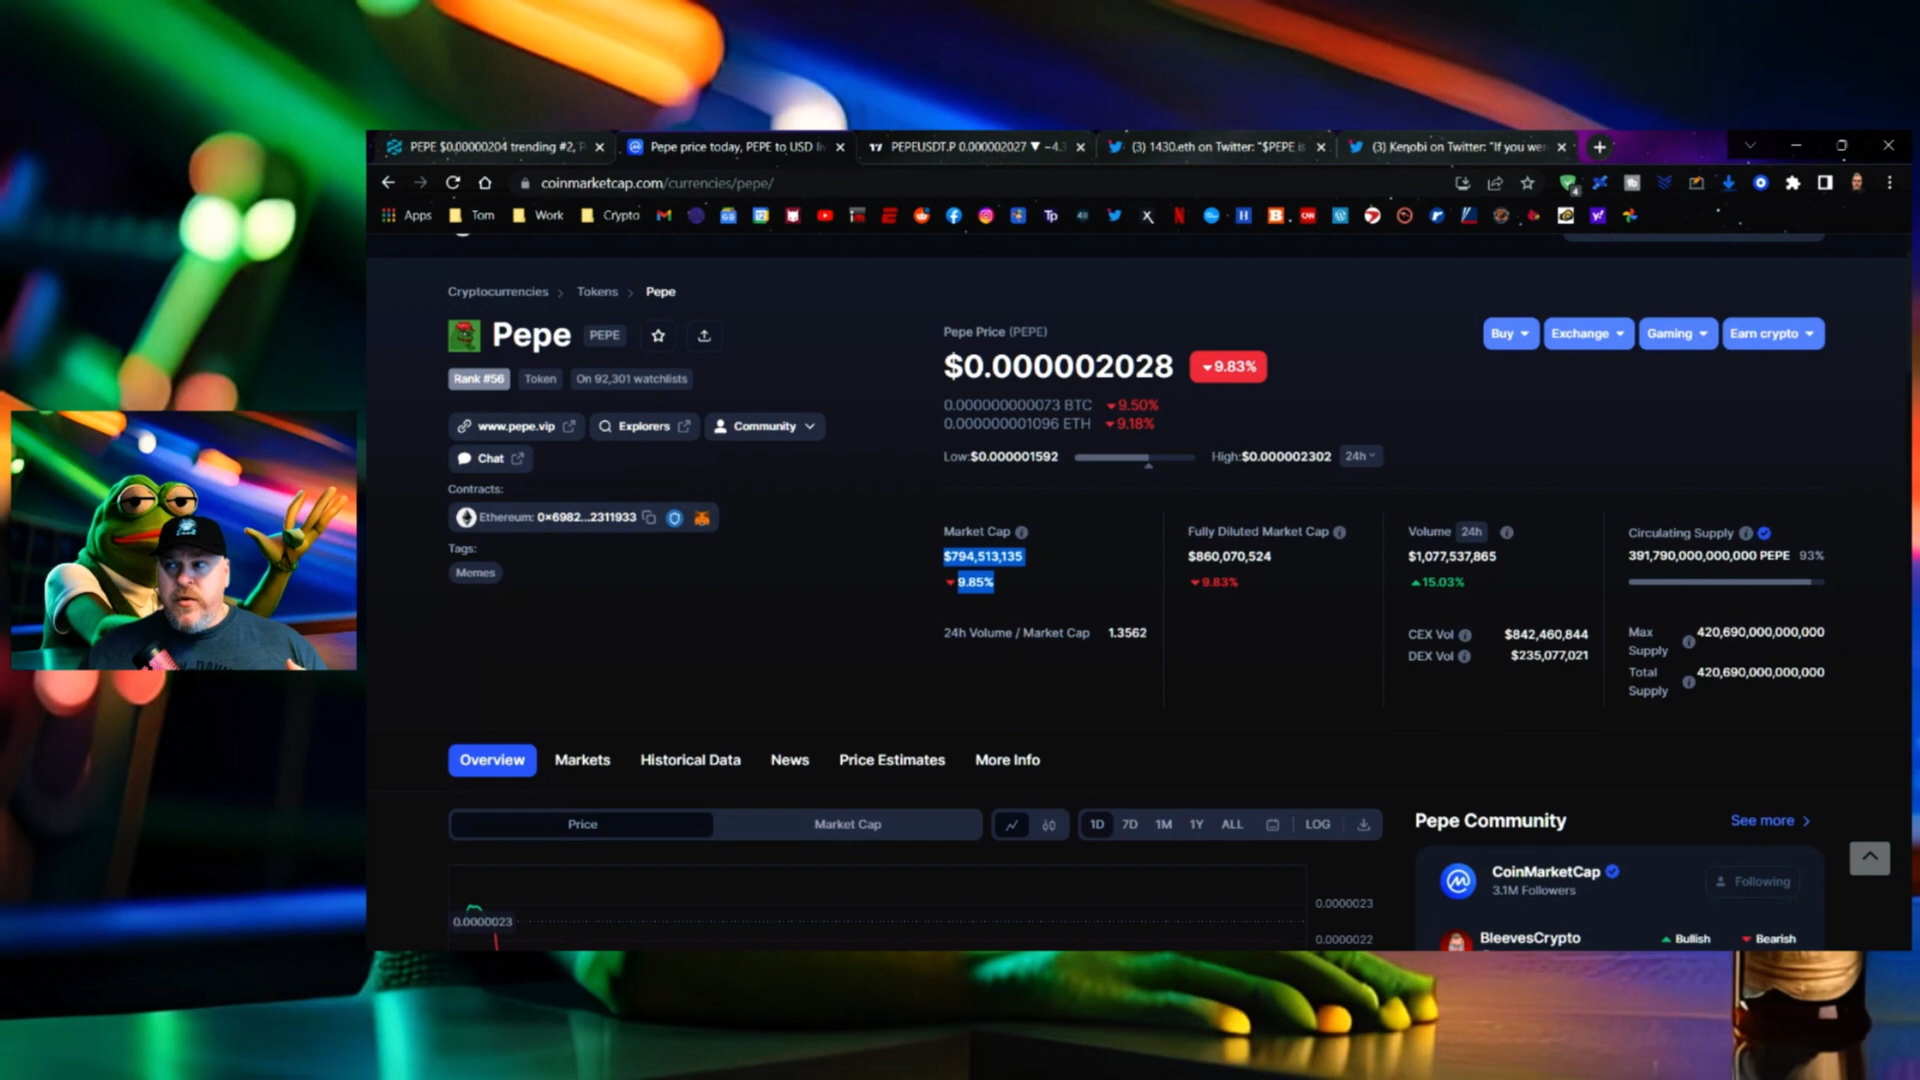 PEPE $0.00000204 trending #2,
Pepe price today, PEPE to USD li
PEPEUSDT.P 0.000002027 ▼ −4.3
(3) 1430.eth on Twitter: "$PEPE is
(3) Kenobi on Twitter: "If you wer
coinmarketcap.com/currencies/pepe/
Apps
Tom
Work
Crypto
Cryptocurrencies > Tokens > Pepe
Pepe PEPE
Rank #56
Token
On 92,301 watchlists
www.pepe.vip
Explorers
Community
Chat
Contracts:
Ethereum: 0x6982...2311933
Tags:
Memes
Pepe Price (PEPE)
$0.000002028 ▼9.83%
0.000000000073 BTC ▼9.50%
0.000000001096 ETH ▼9.18%
Low:$0.000001592
High:$0.000002302
24h
Buy
Exchange
Gaming
Earn crypto
Market Cap
$794,513,135
▼9.85%
24h Volume / Market Cap 1.3562
Fully Diluted Market Cap
$860,070,524
▼9.83%
Volume 24h
$1,077,537,865
▲15.03%
CEX Vol $842,460,844
DEX Vol $235,077,021
Circulating Supply
391,790,000,000,000 PEPE 93%
Max Supply 420,690,000,000,000
Total Supply 420,690,000,000,000
Overview
Markets
Historical Data
News
Price Estimates
More Info
Price
Market Cap
1D
7D
1M
1Y
ALL
LOG
0.0000023
0.0000023
0.0000022
Pepe Community
See more >
CoinMarketCap
3.1M Followers
Following
BleevesCrypto
▲ Bullish
▼ Bearish